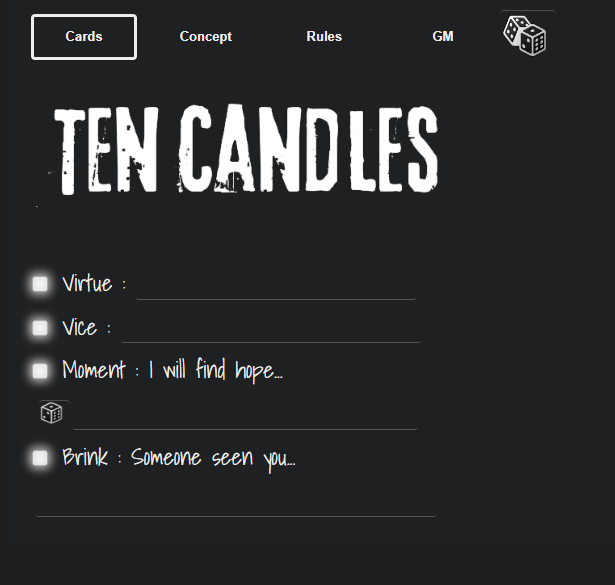 Cards Concept Rules GM
TEN CANDLES
Virtue :
Vice :
Moment : I will find hope...
Brink : Someone seen you...